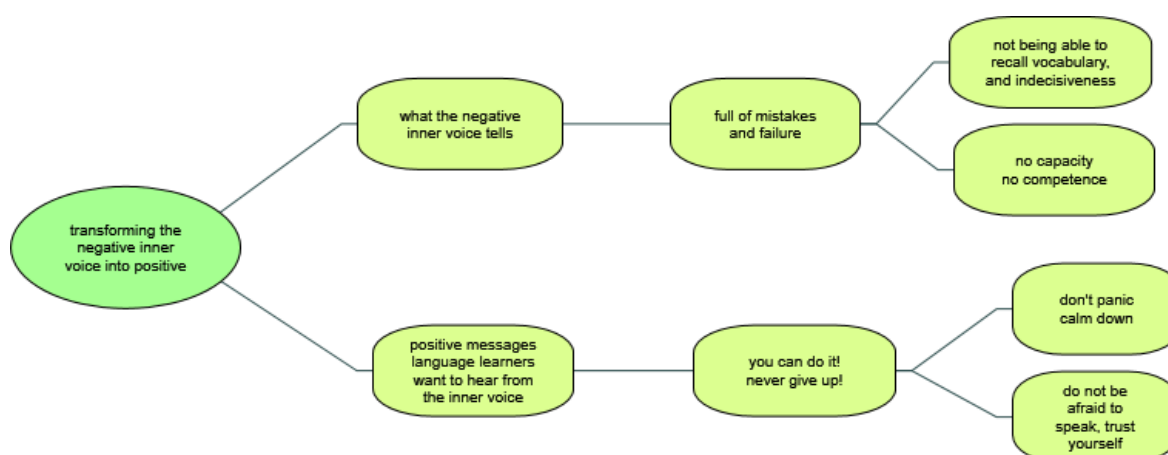 transforming the
negative inner
voice into positive
what the negative
inner voice tells
full of mistakes
and failure
not being able to
recall vocabulary,
and indecisiveness
no capacity
no competence
positive messages
language learners
want to hear from
the inner voice
you can do it!
never give up!
don't panic
calm down
do not be
afraid to
speak, trust
yourself